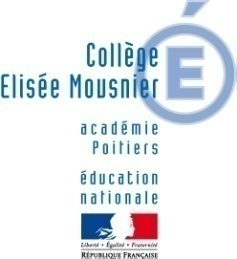 Collège
Elisée Mousnier
É
académie
Poitiers
éducation
nationale
Liberté • Égalité • Fraternité
RÉPUBLIQUE FRANÇAISE